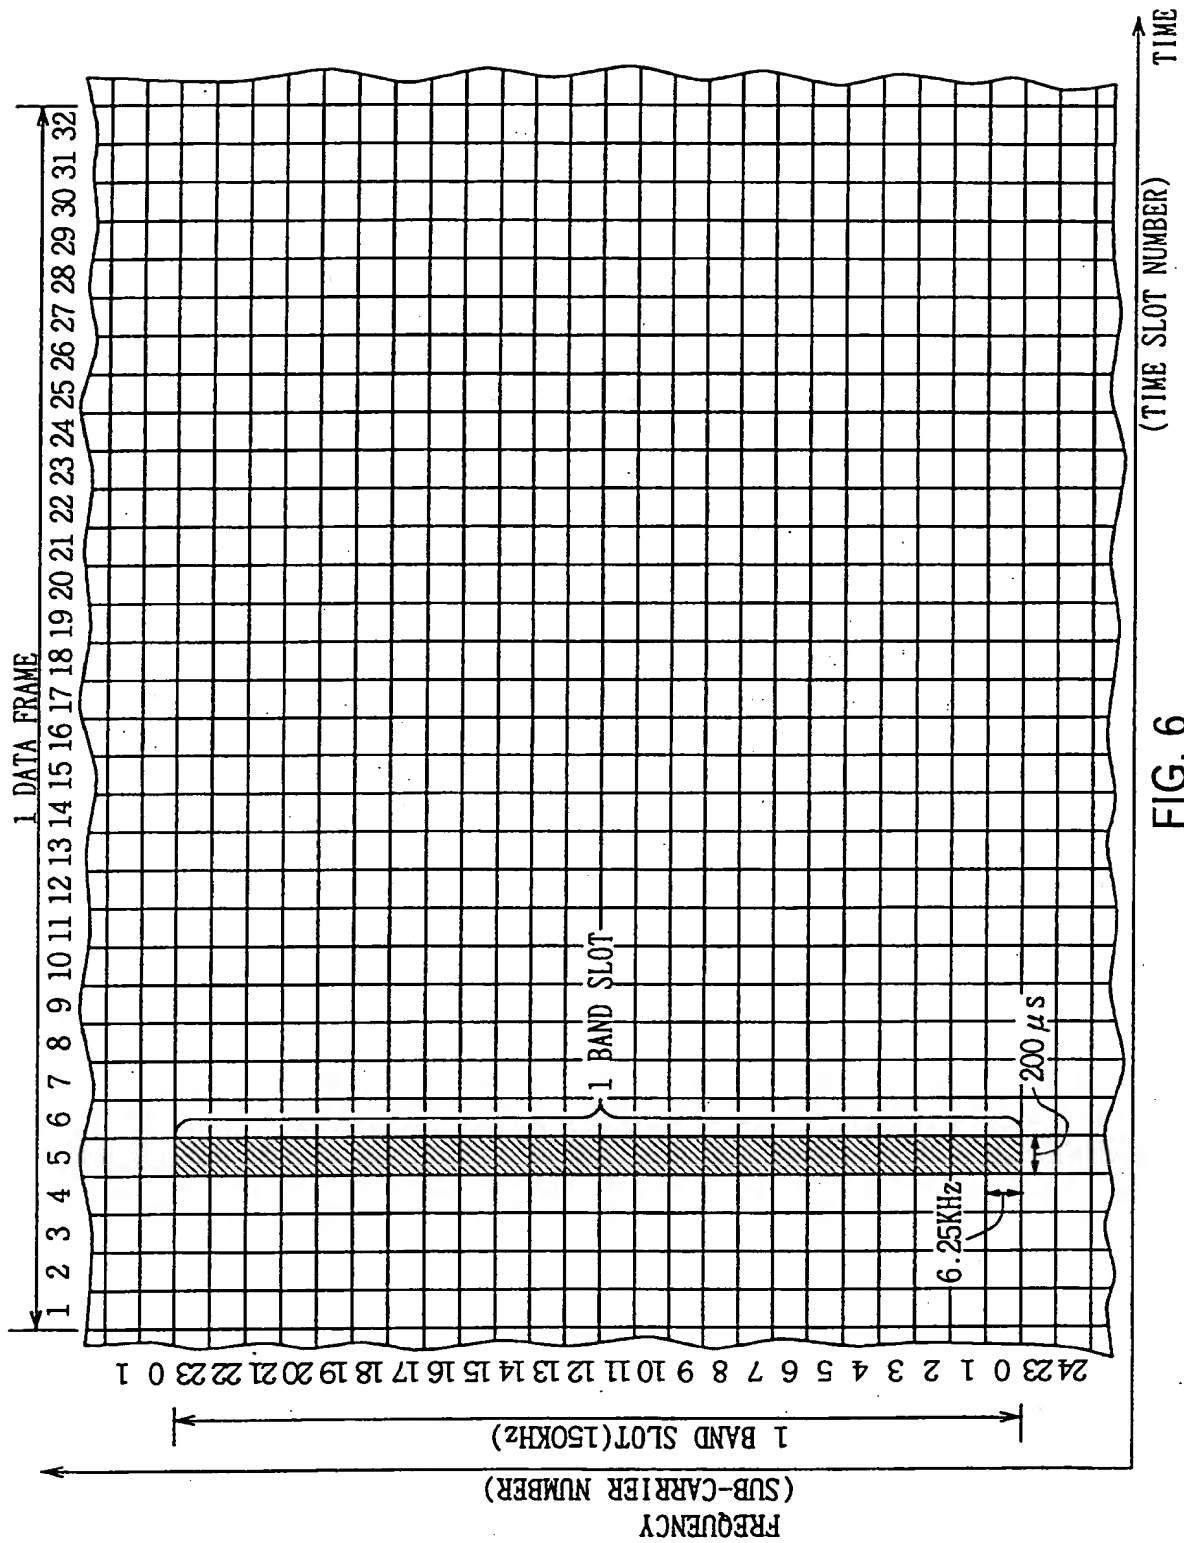 1 DATA FRAME
1 2 3 4 5 6 7 8 9 10 11 12 13 14 15 16 17 18 19 20 21 22 23 24 25 26 27 28 29 30 31 32
1
0
23
22
21
20
19
18
17
16
15
14
13
12
11
10
9
8
7
6
5
4
3
2
1
0
23
24
1 BAND SLOT
6.25KHz
200 μs
1 BAND SLOT(150KHz)
FREQUENCY
(SUB-CARRIER NUMBER)
(TIME SLOT NUMBER)
TIME
FIG. 6